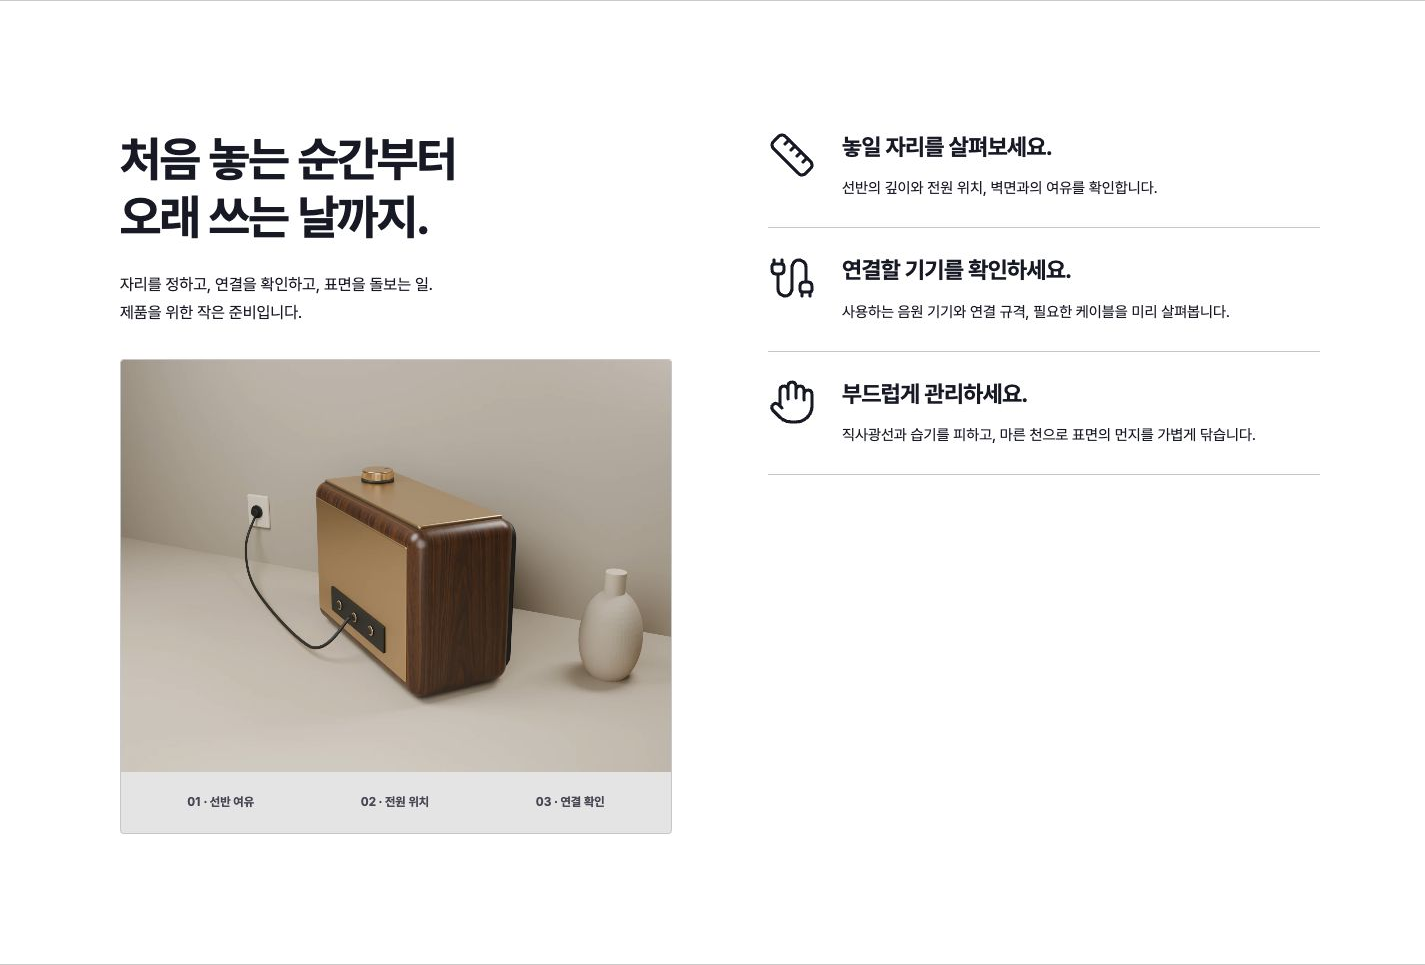 처음 놓는 순간부터
오래 쓰는 날까지.
자리를 정하고, 연결을 확인하고, 표면을 돌보는 일.
제품을 위한 작은 준비입니다.
01 · 선반 여유
02 · 전원 위치
03 · 연결 확인
놓일 자리를 살펴보세요.
선반의 깊이와 전원 위치, 벽면과의 여유를 확인합니다.
연결할 기기를 확인하세요.
사용하는 음원 기기와 연결 규격, 필요한 케이블을 미리 살펴봅니다.
부드럽게 관리하세요.
직사광선과 습기를 피하고, 마른 천으로 표면의 먼지를 가볍게 닦습니다.